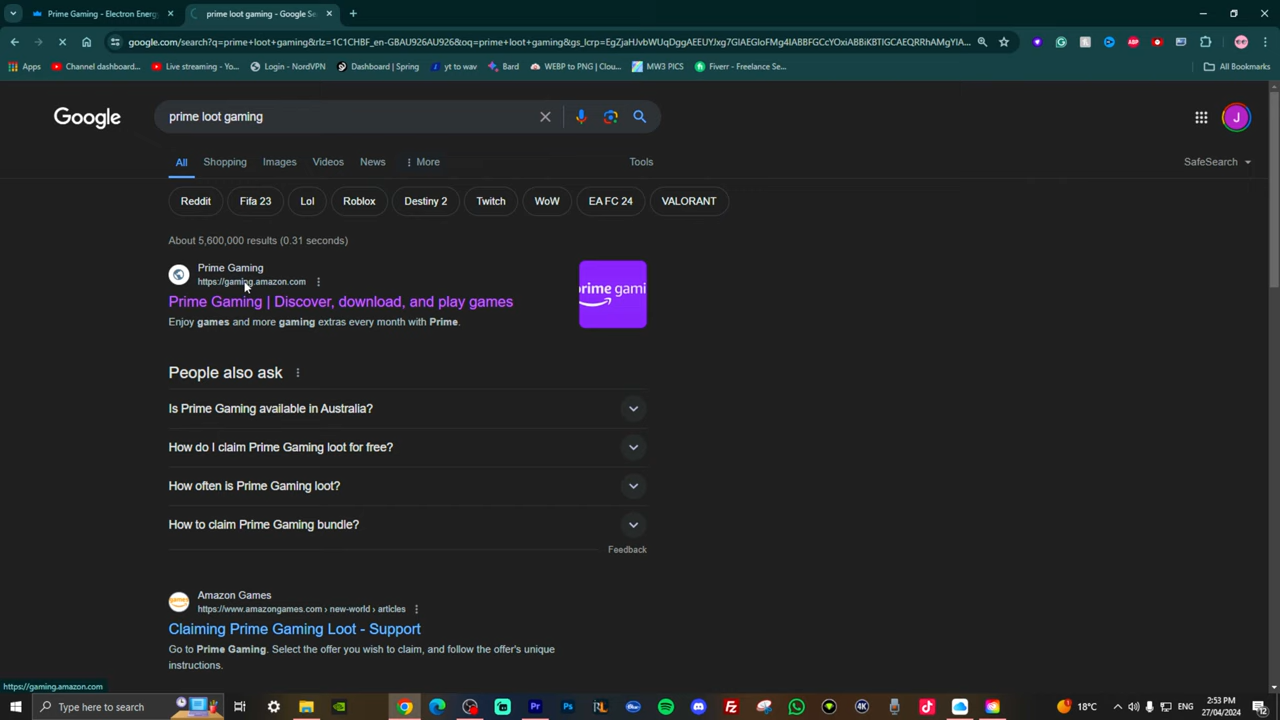 Prime Gaming - Electron Energ
prime loot gaming - Google Se
google.com/search?q=prime+loot+gaming&rlz=1C1CHBF_en-GBAU926AU926&oq=prime+loot+gaming&gs_lcrp=
Apps
Channel dashboard...
Live streaming - Yo...
Login - NordVPN
Dashboard | Spring
yt to wav
Bard
WEBP to PNG | Clou...
MW3 PICS
Fiverr - Freelance Se...
All Bookmarks
Google
prime loot gaming
J
All
Shopping
Images
Videos
News
More
Tools
SafeSearch
Reddit
Fifa 23
Lol
Roblox
Destiny 2
Twitch
WoW
EA FC 24
VALORANT
About 5,600,000 results (0.31 seconds)
Prime Gaming
https://gaming.amazon.com
Prime Gaming | Discover, download, and play games
Enjoy games and more gaming extras every month with Prime.
prime gami
People also ask
Is Prime Gaming available in Australia?
How do I claim Prime Gaming loot for free?
How often is Prime Gaming loot?
How to claim Prime Gaming bundle?
Feedback
games
Amazon Games
https://www.amazongames.com › new-world › articles
Claiming Prime Gaming Loot - Support
Go to Prime Gaming. Select the offer you wish to claim, and follow the offer's unique
instructions.
https://gaming.amazon.com
Type here to search
Pr
Ps
RL
4K
18°C
ENG
2:53 PM
27/04/2024